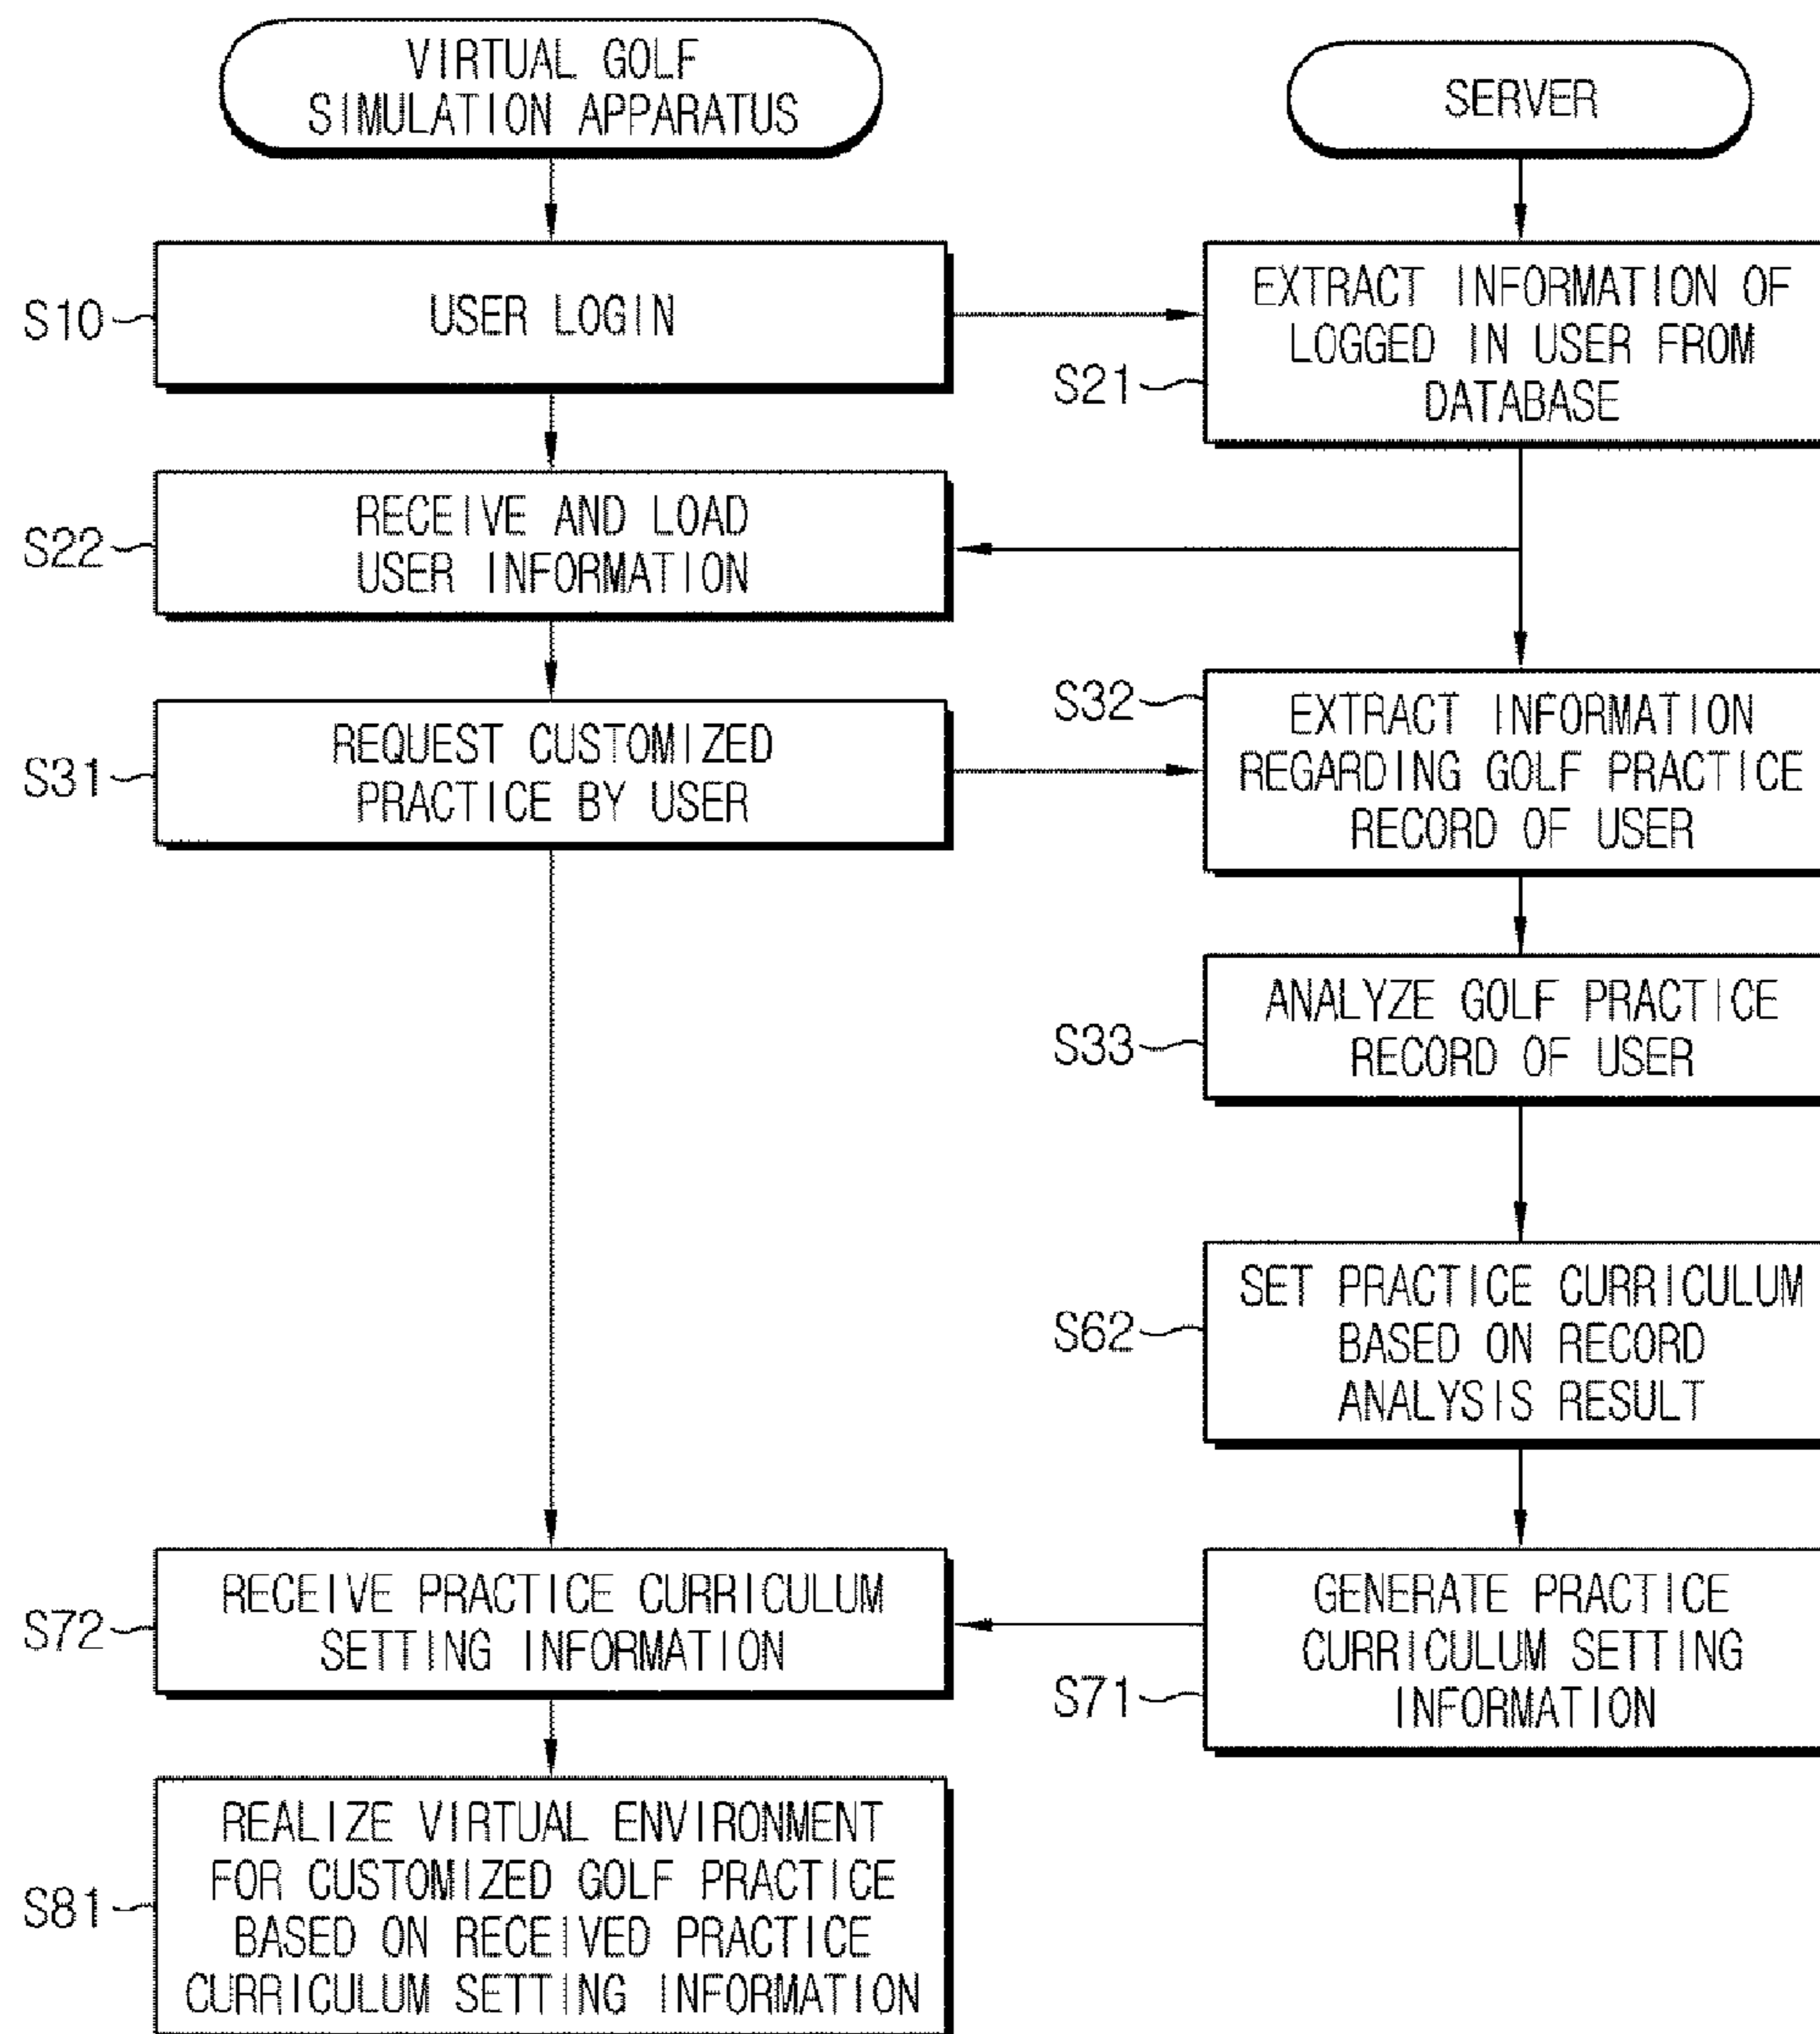 VIRTUAL GOLF
SIMULATION APPARATUS
SERVER
S10
USER LOGIN
EXTRACT INFORMATION OF
LOGGED IN USER FROM
DATABASE
S21
S22
RECEIVE AND LOAD
USER INFORMATION
S31
REQUEST CUSTOMIZED
PRACTICE BY USER
S32
EXTRACT INFORMATION
REGARDING GOLF PRACTICE
RECORD OF USER
S33
ANALYZE GOLF PRACTICE
RECORD OF USER
S62
SET PRACTICE CURRICULUM
BASED ON RECORD
ANALYSIS RESULT
S72
RECEIVE PRACTICE CURRICULUM
SETTING INFORMATION
S71
GENERATE PRACTICE
CURRICULUM SETTING
INFORMATION
S81
REALIZE VIRTUAL ENVIRONMENT
FOR CUSTOMIZED GOLF PRACTICE
BASED ON RECEIVED PRACTICE
CURRICULUM SETTING INFORMATION